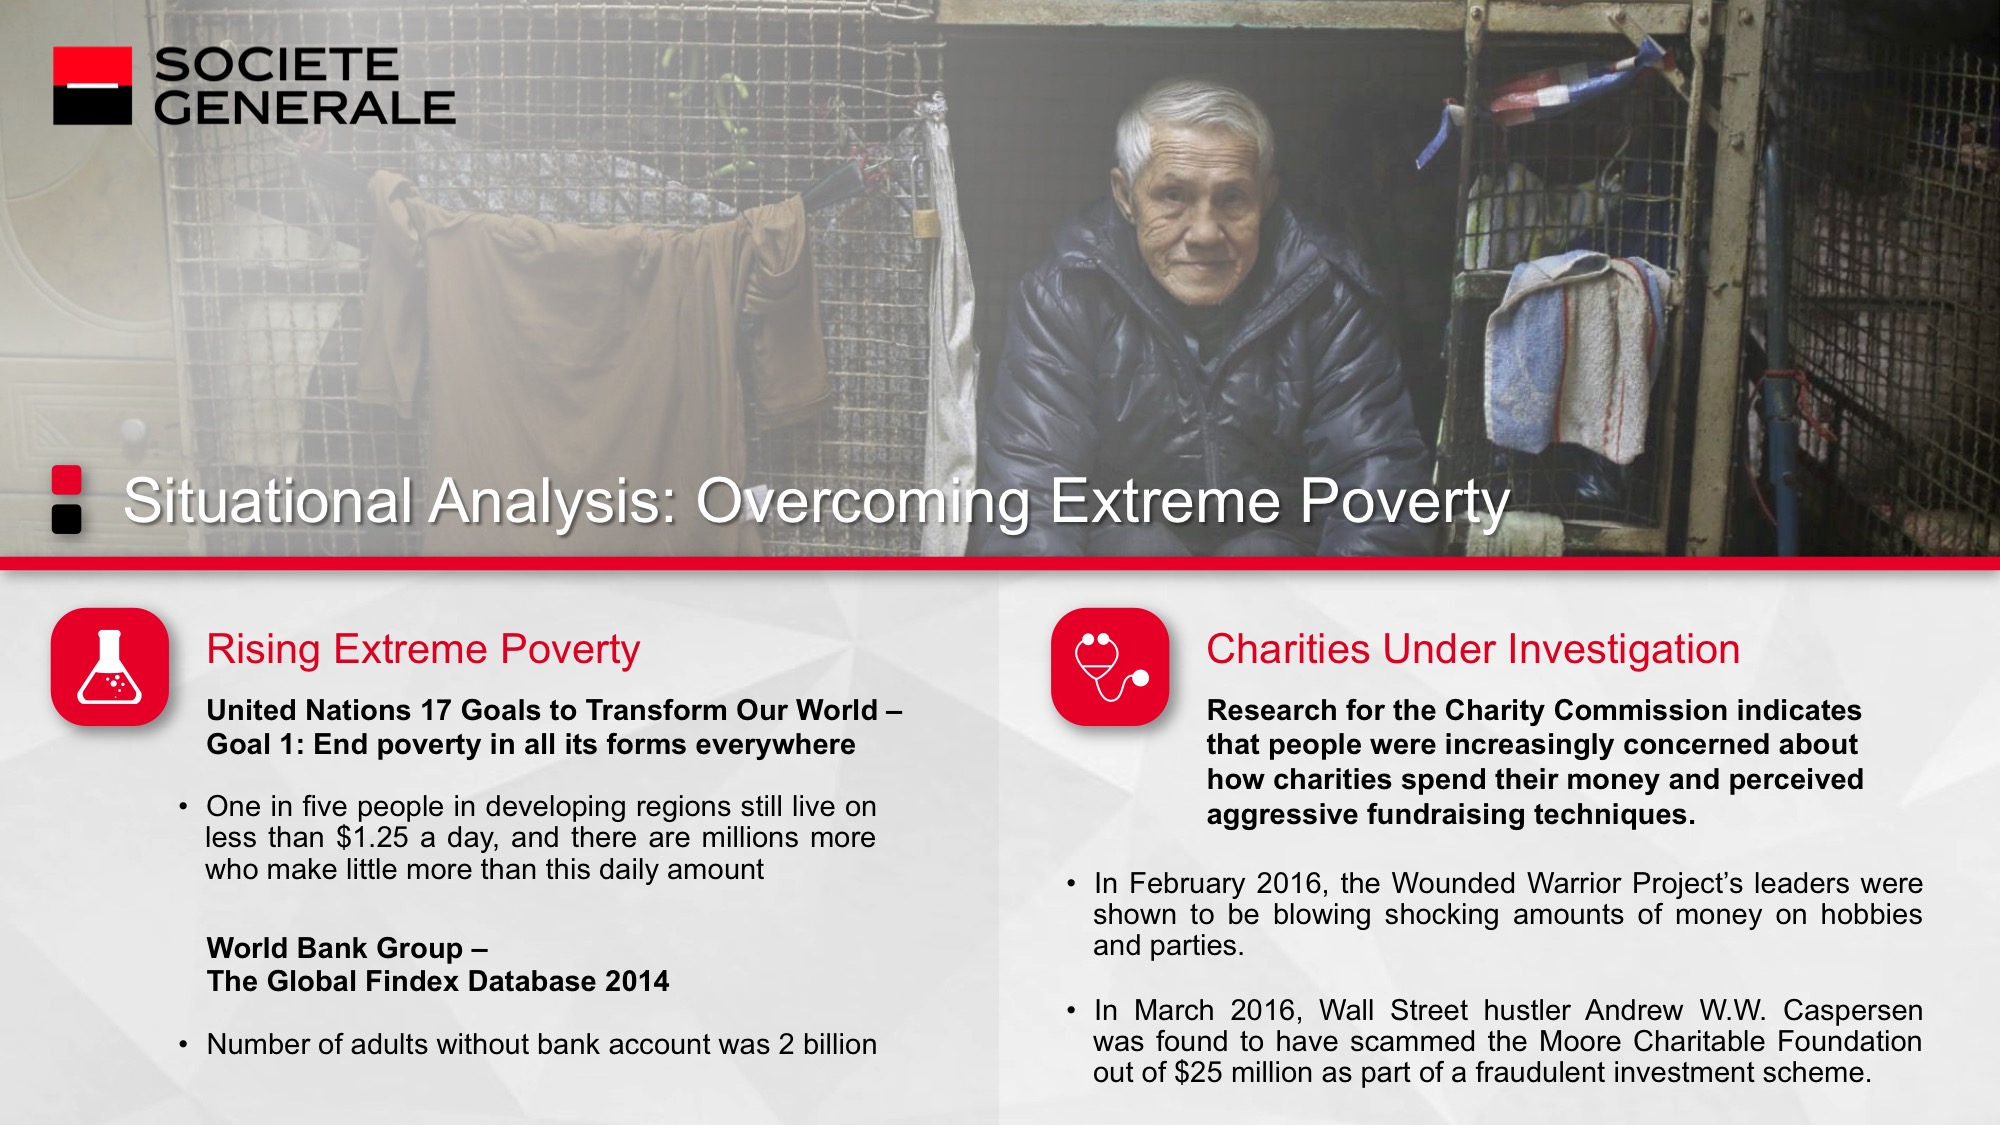 SOCIETE
GENERALE
Situational Analysis: Overcoming Extreme Poverty
Rising Extreme Poverty
United Nations 17 Goals to Transform Our World –
Goal 1: End poverty in all its forms everywhere
• One in five people in developing regions still live on
less than $1.25 a day, and there are millions more
who make little more than this daily amount
World Bank Group –
The Global Findex Database 2014
• Number of adults without bank account was 2 billion
Charities Under Investigation
Research for the Charity Commission indicates
that people were increasingly concerned about
how charities spend their money and perceived
aggressive fundraising techniques.
• In February 2016, the Wounded Warrior Project’s leaders were
shown to be blowing shocking amounts of money on hobbies
and parties.
• In March 2016, Wall Street hustler Andrew W.W. Caspersen
was found to have scammed the Moore Charitable Foundation
out of $25 million as part of a fraudulent investment scheme.